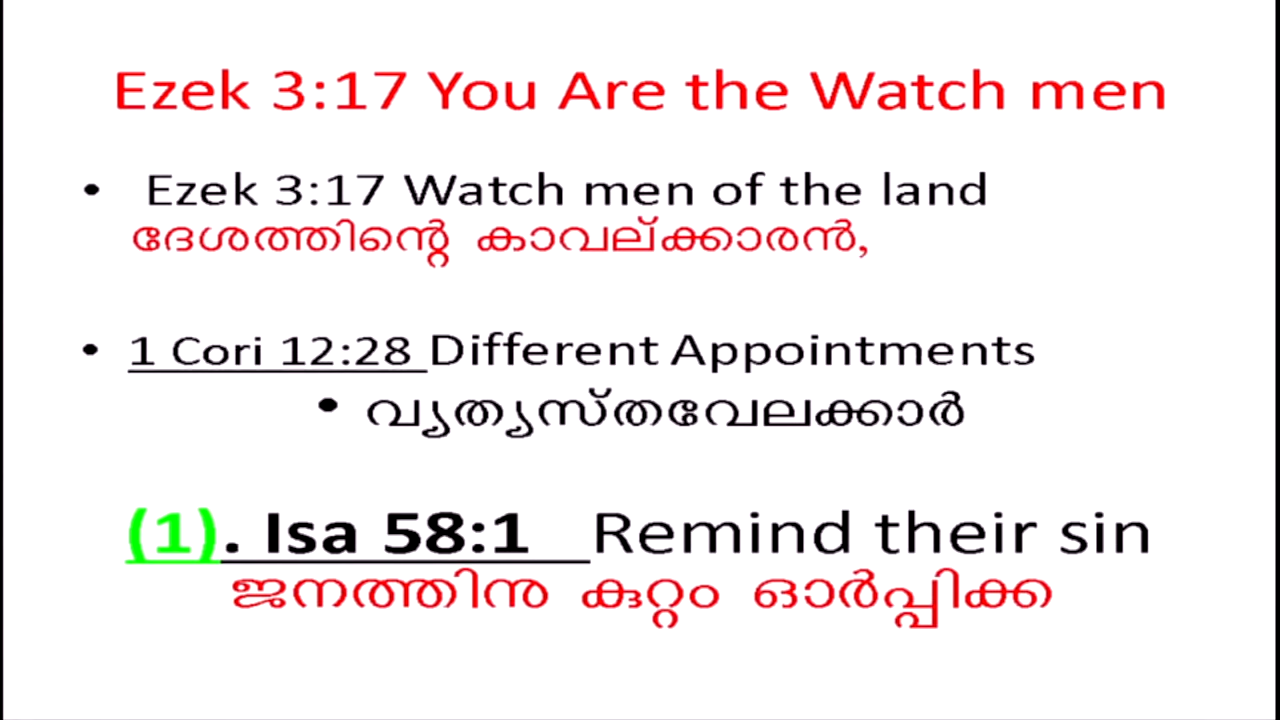 Ezek 3:17 You Are the Watch men
• Ezek 3:17 Watch men of the land
ദേശത്തിന്റെ കാവല്ക്കാരൻ,
• 1 Cori 12:28 Different Appointments
• വ്യത്യസ്തവേലക്കാർ
(1). Isa 58:1 Remind their sin
ജനത്തിനു കുറ്റം ഓർപ്പിക്ക